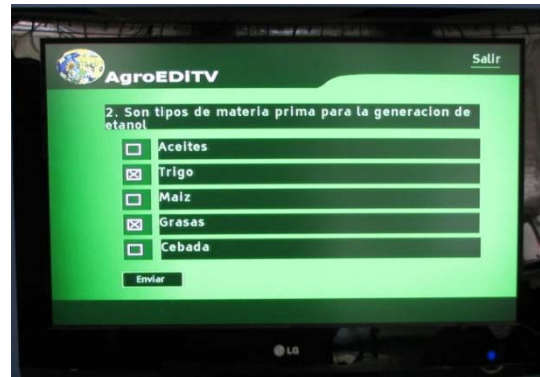 Salir
AgroEDITV
2. Son tipos de materia prima para la generacion de
etanol
Aceites
Trigo
Maiz
Grasas
Cebada
Enviar
LG